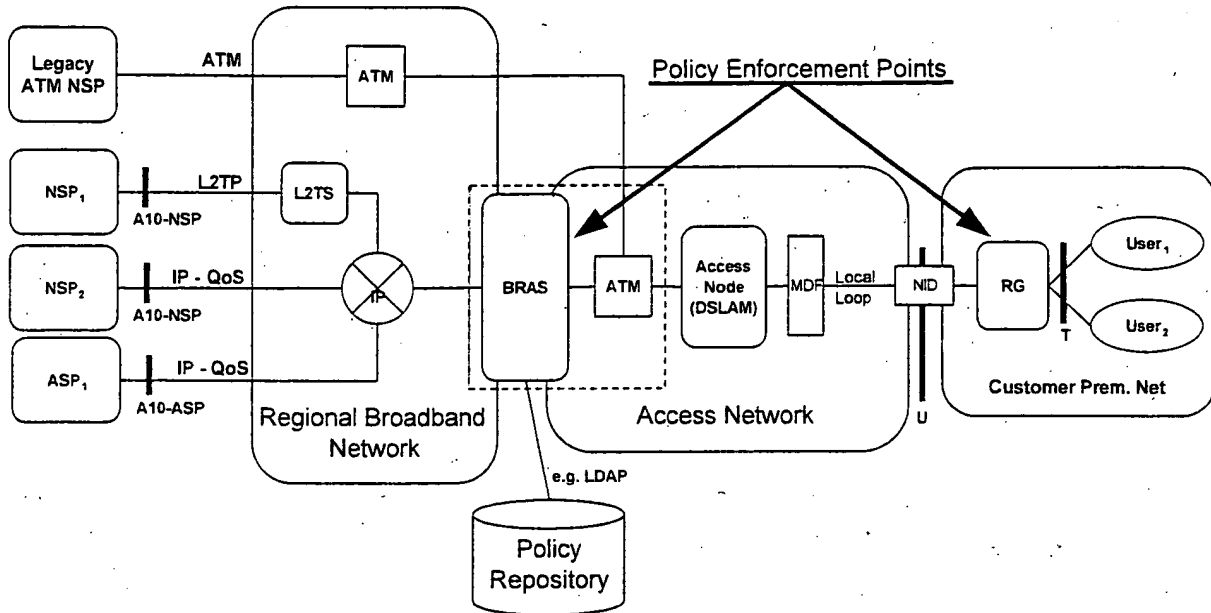 Legacy
ATM NSP
ATM
ATM
Policy Enforcement Points
NSP₁
A10-NSP
L2TP
L2TS
NSP₂
A10-NSP
IP - QoS
IP
BRAS
ATM
Access
Node
(DSLAM)
MDF
Local
Loop
NID
RG
T
User₁
User₂
ASP₁
A10-ASP
IP - QoS
Regional Broadband
Network
Access Network
U
Customer Prem. Net
e.g. LDAP
Policy
Repository